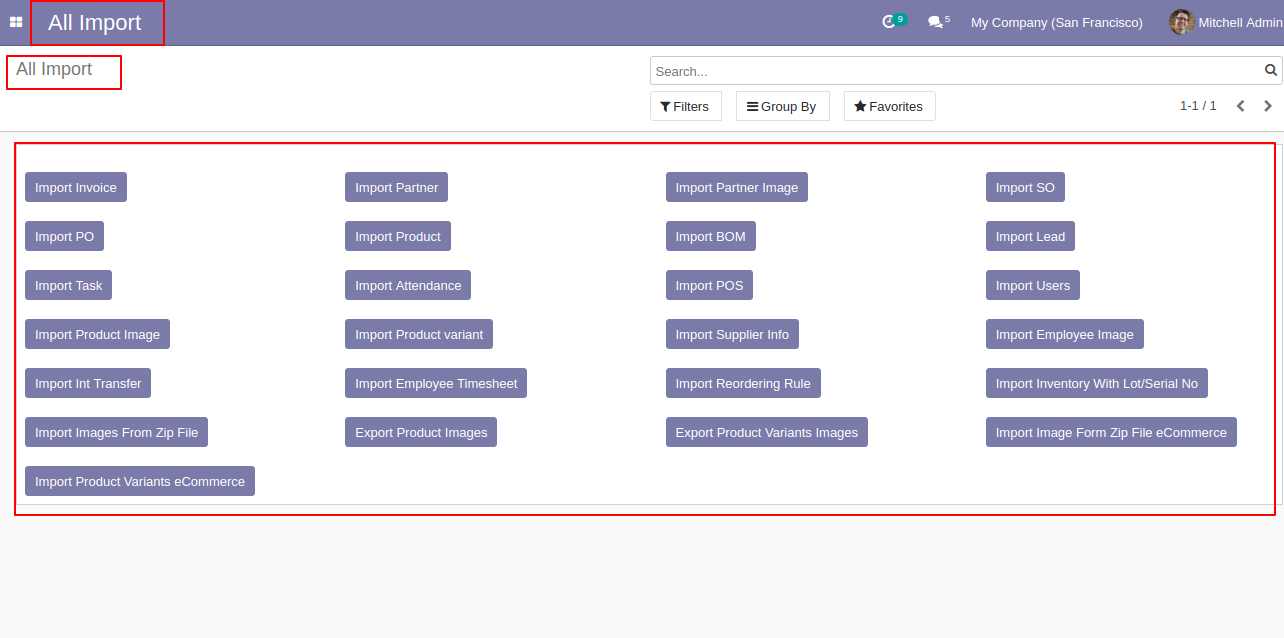 All Import 9 5 My Company (San Francisco) Mitchell Admin
All Import
Search...
Filters Group By Favorites 1-1 / 1
Import Invoice Import Partner Import Partner Image Import SO
Import PO Import Product Import BOM Import Lead
Import Task Import Attendance Import POS Import Users
Import Product Image Import Product variant Import Supplier Info Import Employee Image
Import Int Transfer Import Employee Timesheet Import Reordering Rule Import Inventory With Lot/Serial No
Import Images From Zip File Export Product Images Export Product Variants Images Import Image Form Zip File eCommerce
Import Product Variants eCommerce